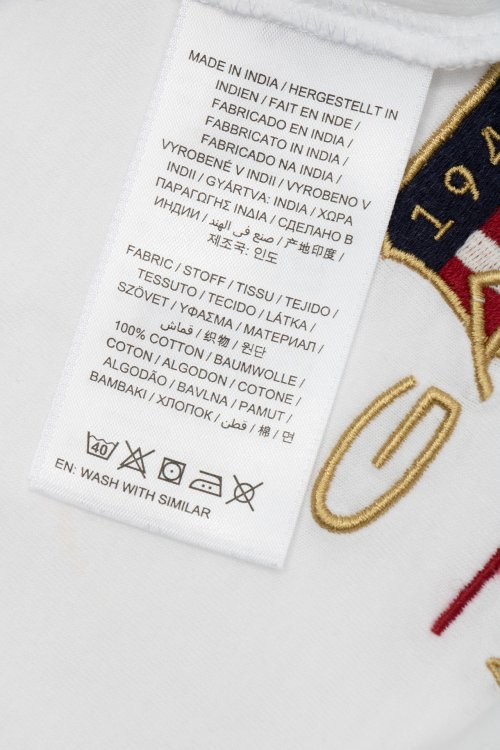 MADE IN INDIA / HERGESTELLT IN
INDIEN / FAIT EN INDE /
FABRICADO EN INDIA /
FABBRICATO IN INDIA /
FABRICADO NA INDIA /
VYROBENÉ V INDII / VYROBENO V
INDII / GYÁRTVA: INDIA / ΧΩΡΑ
ΠΑΡΑΓΩΓΗΣ ΙΝΔΙΑ / СДЕЛАНО В
ИНДИИ / صنع في الهند / 产地印度 /
제조국: 인도
FABRIC / STOFF / TISSU / TEJIDO /
TESSUTO / TECIDO / LÁTKA /
SZÖVET / ΥΦΑΣΜΑ / МАТЕРИАЛ /
قماش / 织物 / 원단
100% COTTON / BAUMWOLLE /
COTON / ALGODON / COTONE /
ALGODÃO / BAVLNA / PAMUT /
BAMBAKI / ХЛОПОК / قطن / 棉 / 면
40
EN: WASH WITH SIMILAR
194
GA